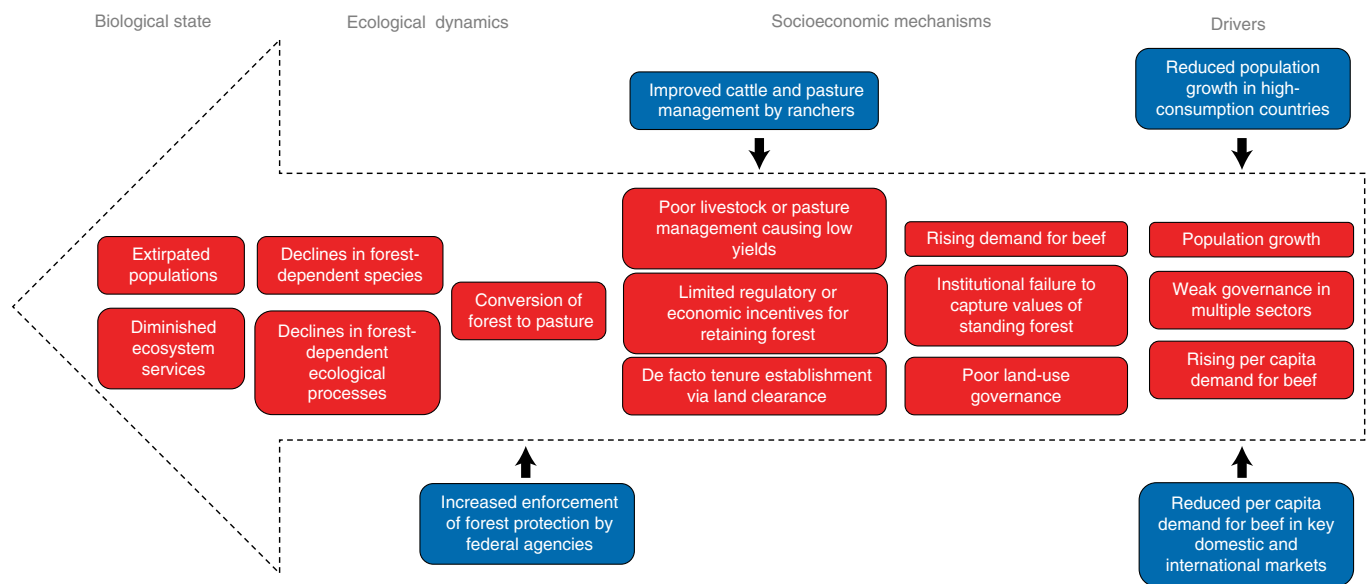 Biological state
Ecological dynamics
Socioeconomic mechanisms
Drivers
Improved cattle and pasture
management by ranchers
Reduced population
growth in high-
consumption countries
Extirpated
populations
Diminished
ecosystem
services
Declines in forest-
dependent species
Declines in forest-
dependent
ecological
processes
Conversion of
forest to pasture
Poor livestock or pasture
management causing low
yields
Limited regulatory or
economic incentives for
retaining forest
De facto tenure establishment
via land clearance
Rising demand for beef
Institutional failure to
capture values of
standing forest
Poor land-use
governance
Population growth
Weak governance in
multiple sectors
Rising per capita
demand for beef
Increased enforcement
of forest protection by
federal agencies
Reduced per capita
demand for beef in key
domestic and
international markets